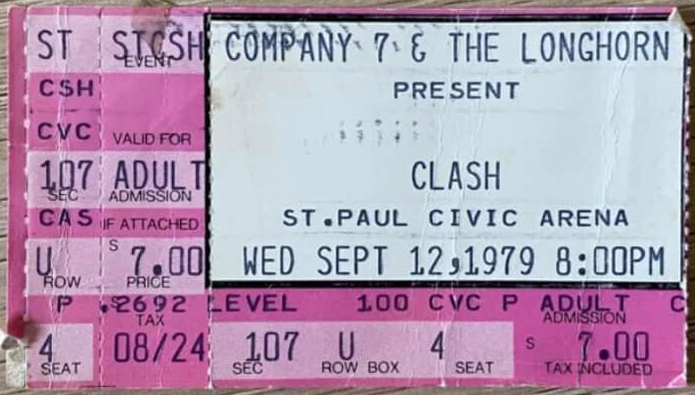 ST STCSH COMPANY 7 & THE LONGHORN
EVENT
CSH PRESENT
CVC VALID FOR
107 ADULT CLASH
SEC ADMISSION
CAS IF ATTACHED ST.PAUL CIVIC ARENA
U $ 7.00 WED SEPT 12,1979 8:00PM
ROW PRICE
P .$2692 LEVEL 100 CVC P ADULT C
TAX ADMISSION
4 08/24 107 U 4 $ 7.00
SEAT SEC ROW BOX SEAT TAX INCLUDED